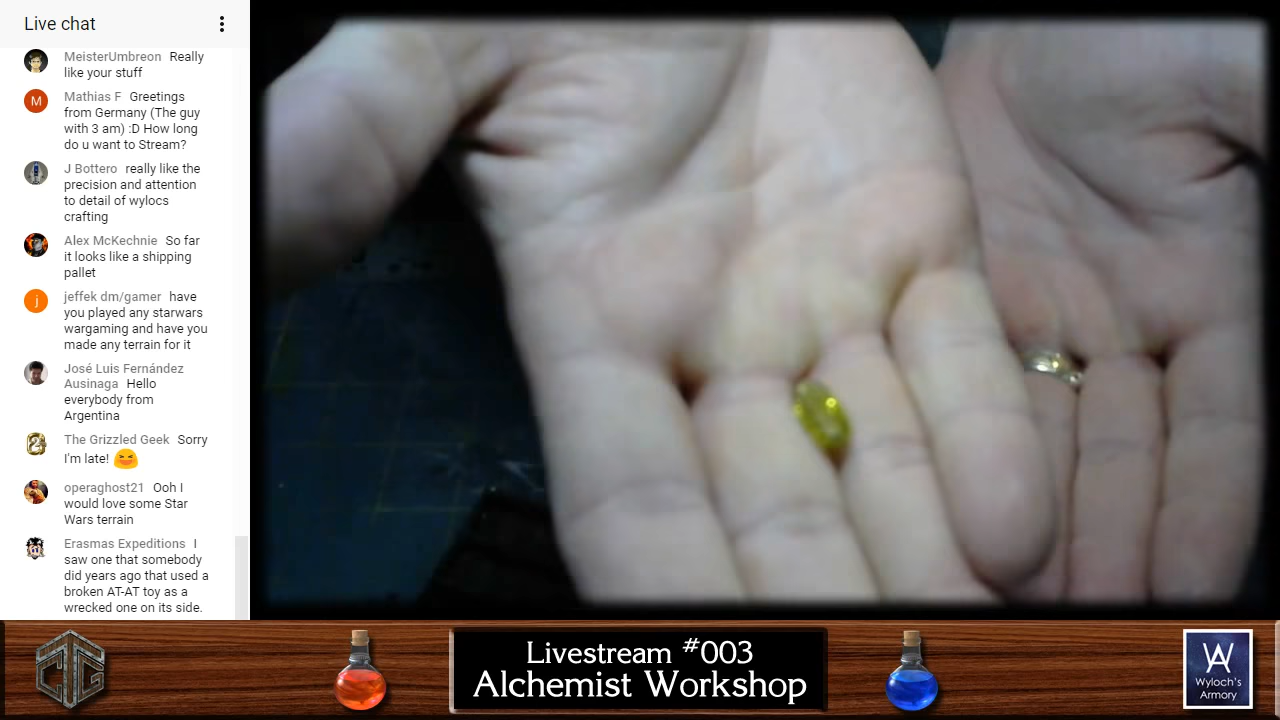 Live chat
MeisterUmbreon Really
like your stuff
M
Mathias F Greetings
from Germany (The guy
with 3 am) :D How long
do u want to Stream?
J Bottero really like the
precision and attention
to detail of wylocs
crafting
Alex McKechnie So far
it looks like a shipping
pallet
j
jeffek dm/gamer have
you played any starwars
wargaming and have you
made any terrain for it
José Luis Fernández
Ausinaga Hello
everybody from
Argentina
The Grizzled Geek Sorry
I'm late!
operaghost21 Ooh I
would love some Star
Wars terrain
Erasmas Expeditions I
saw one that somebody
did years ago that used a
broken AT-AT toy as a
wrecked one on its side.
CTG
Livestream #003
Alchemist Workshop
WA
Wyloch's
Armory